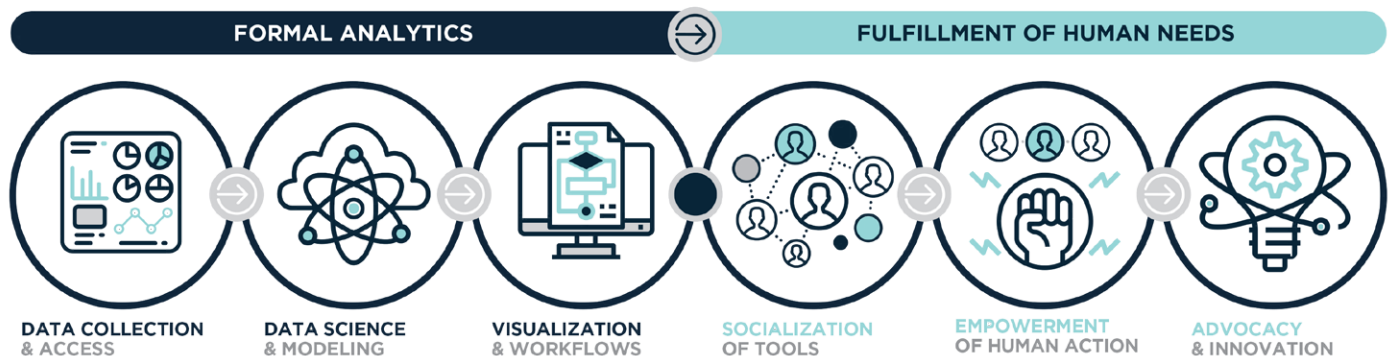 FORMAL ANALYTICS
FULFILLMENT OF HUMAN NEEDS
DATA COLLECTION
& ACCESS
DATA SCIENCE
& MODELING
VISUALIZATION
& WORKFLOWS
SOCIALIZATION
OF TOOLS
EMPOWERMENT
OF HUMAN ACTION
ADVOCACY
& INNOVATION